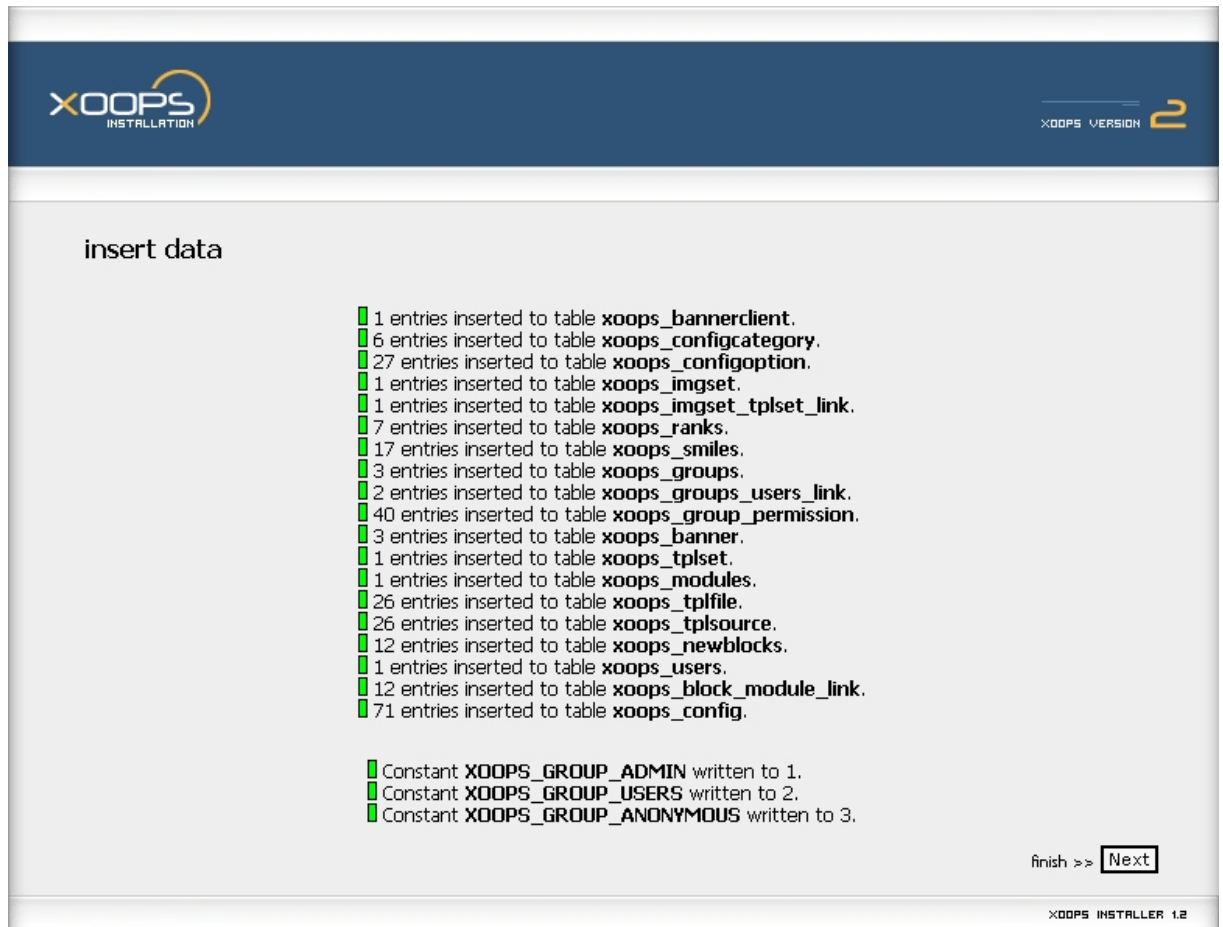 XOOPS
INSTALLATION
XOOPS VERSION 2
insert data
1 entries inserted to table xoops_bannerclient.
6 entries inserted to table xoops_configcategory.
27 entries inserted to table xoops_configoption.
1 entries inserted to table xoops_imgset.
1 entries inserted to table xoops_imgset_tplset_link.
7 entries inserted to table xoops_ranks.
17 entries inserted to table xoops_smiles.
3 entries inserted to table xoops_groups.
2 entries inserted to table xoops_groups_users_link.
40 entries inserted to table xoops_group_permission.
3 entries inserted to table xoops_banner.
1 entries inserted to table xoops_tplset.
1 entries inserted to table xoops_modules.
26 entries inserted to table xoops_tplfile.
26 entries inserted to table xoops_tplsource.
12 entries inserted to table xoops_newblocks.
1 entries inserted to table xoops_users.
12 entries inserted to table xoops_block_module_link.
71 entries inserted to table xoops_config.
Constant XOOPS_GROUP_ADMIN written to 1.
Constant XOOPS_GROUP_USERS written to 2.
Constant XOOPS_GROUP_ANONYMOUS written to 3.
finish >> Next
XOOPS INSTALLER 1.2